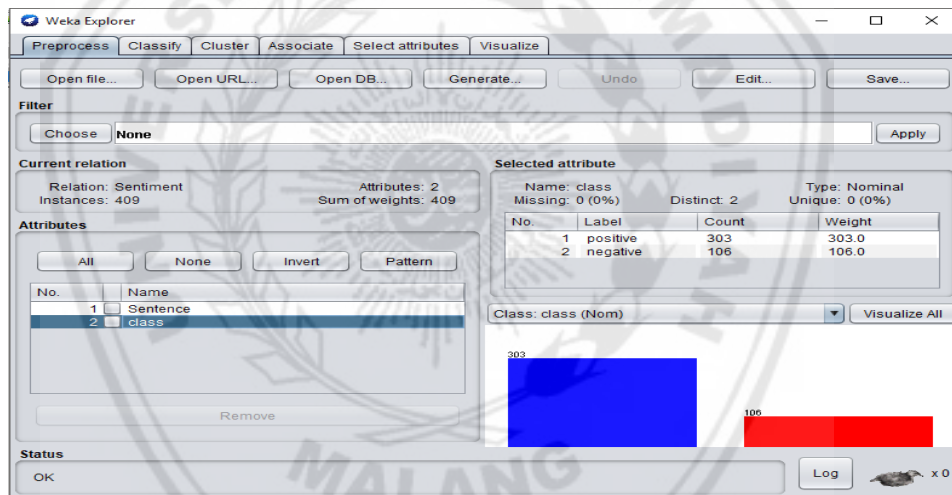 Weka Explorer
Preprocess Classify Cluster Associate Select attributes Visualize
Open file... Open URL... Open DB... Generate... Undo Edit... Save...
Filter
Choose None Apply
Current relation
Relation: Sentiment Attributes: 2
Instances: 409 Sum of weights: 409
Selected attribute
Name: class Type: Nominal
Missing: 0 (0%) Distinct: 2 Unique: 0 (0%)
No. Label Count Weight
1 positive 303 303.0
2 negative 106 106.0
Attributes
All None Invert Pattern
No. Name
1 Sentence
2 class
Remove
Class: class (Nom) Visualize All
303
106
Status
OK
Log x 0
MALANG